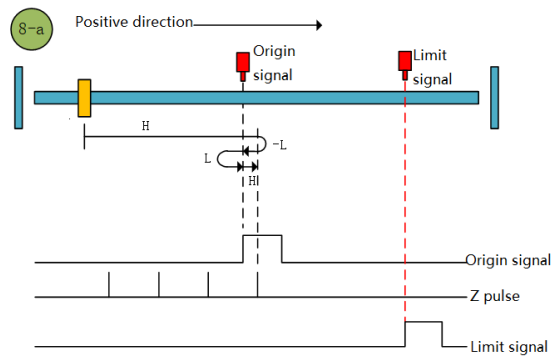 8-a
Positive direction
Origin
signal
Limit
signal
H
-L
L
H
Origin signal
Z pulse
Limit signal